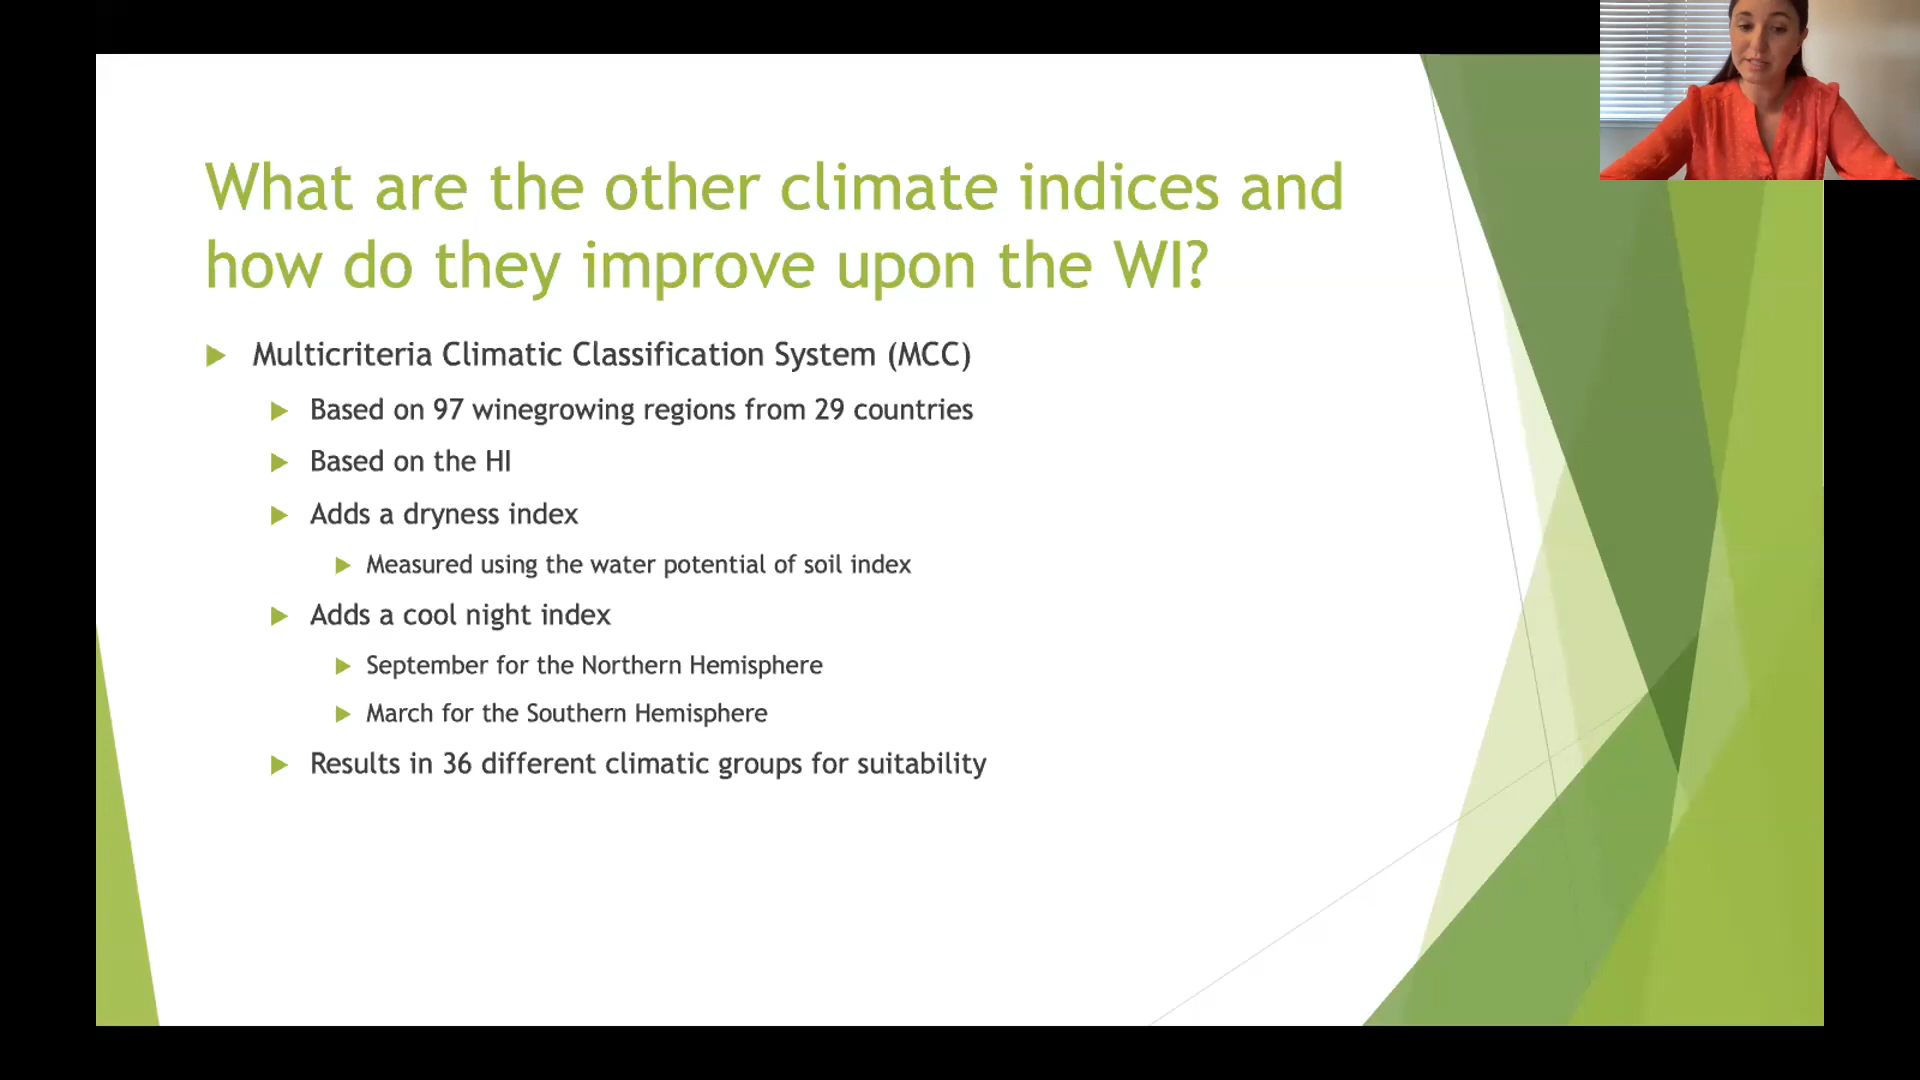 What are the other climate indices and
how do they improve upon the WI?
Multicriteria Climatic Classification System (MCC)
Based on 97 winegrowing regions from 29 countries
Based on the HI
Adds a dryness index
Measured using the water potential of soil index
Adds a cool night index
September for the Northern Hemisphere
March for the Southern Hemisphere
Results in 36 different climatic groups for suitability